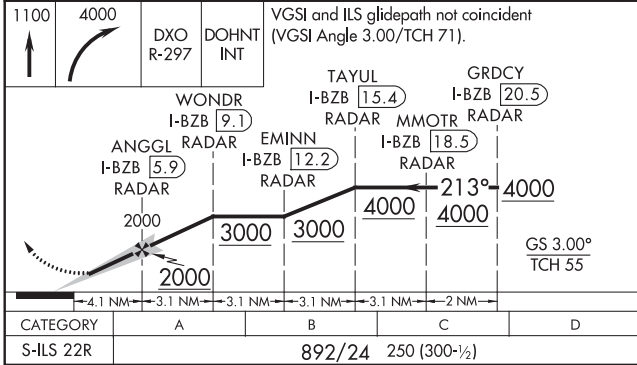 1100
4000
DXO
R-297
DOHNT
INT
VGSI and ILS glidepath not coincident
(VGSI Angle 3.00/TCH 71).
GRDCY
I-BZB 20.5
RADAR
TAYUL
I-BZB 15.4
RADAR
MMOTR
I-BZB 18.5
RADAR
WONDR
I-BZB 9.1
RADAR
EMINN
I-BZB 12.2
RADAR
ANGGL
I-BZB 5.9
RADAR
2000
2000
3000
3000
4000
213°
4000
4000
GS 3.00°
TCH 55
4.1 NM 3.1 NM 3.1 NM 3.1 NM 3.1 NM 2 NM
CATEGORY A B C D
S-ILS 22R 892/24 250 (300-½)